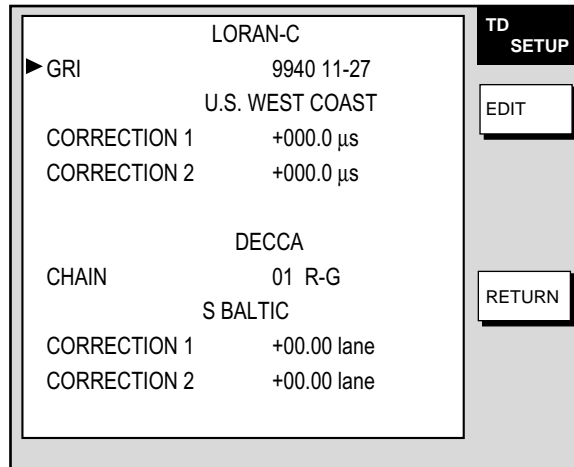 LORAN-C
GRI 9940 11-27
U.S. WEST COAST
CORRECTION 1 +000.0 µs
CORRECTION 2 +000.0 µs
DECCA
CHAIN 01 R-G
S BALTIC
CORRECTION 1 +00.00 lane
CORRECTION 2 +00.00 lane
TD
SETUP
EDIT
RETURN